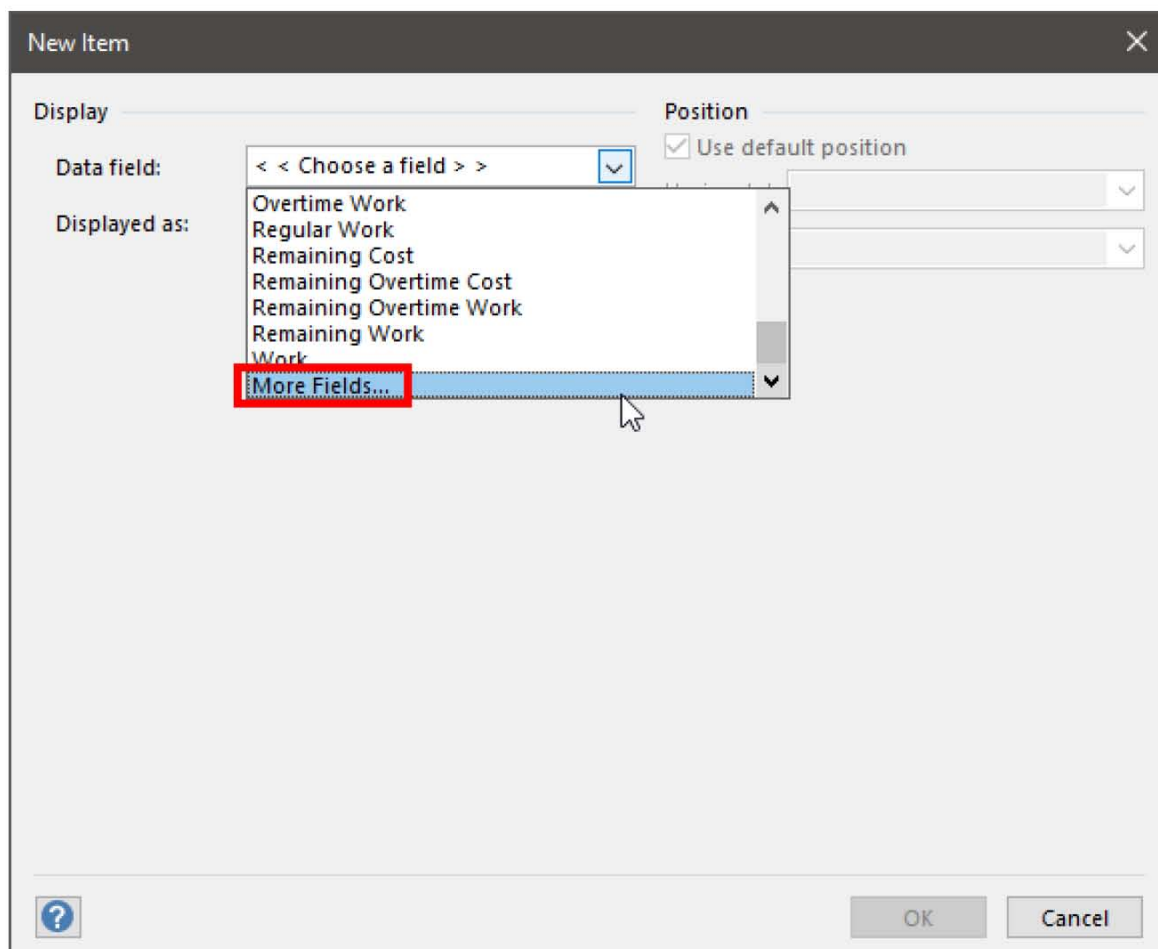 New Item
Display
Position
Data field:
< < Choose a field > >
Use default position
Displayed as:
Overtime Work
Regular Work
Remaining Cost
Remaining Overtime Cost
Remaining Overtime Work
Remaining Work
Work
More Fields...
OK
Cancel